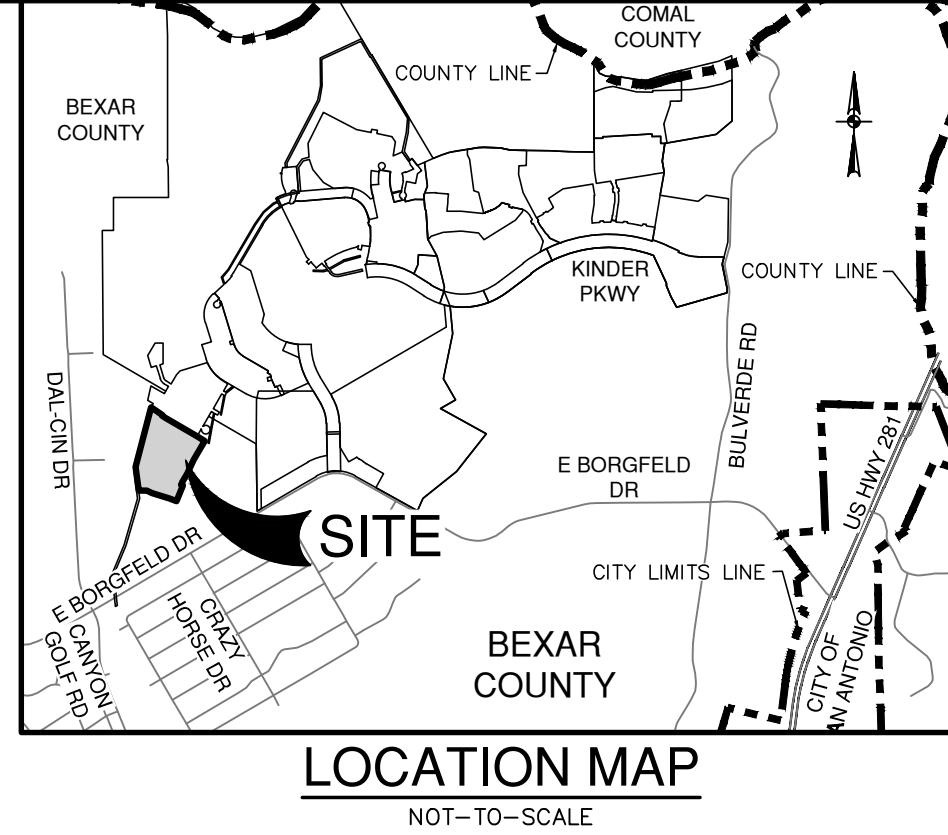 COMAL
COUNTY
COUNTY LINE
BEXAR
COUNTY
KINDER
PKWY
COUNTY LINE
DAL-CIN DR
BULVERDE RD
US HWY 281
E BORGFELD
DR
SITE
E BORGFELD DR
CITY LIMITS LINE
CRAZY
HORSE DR
CANYON
GOLF RD
BEXAR
COUNTY
CITY OF
AN ANTONIO
LOCATION MAP
NOT-TO-SCALE